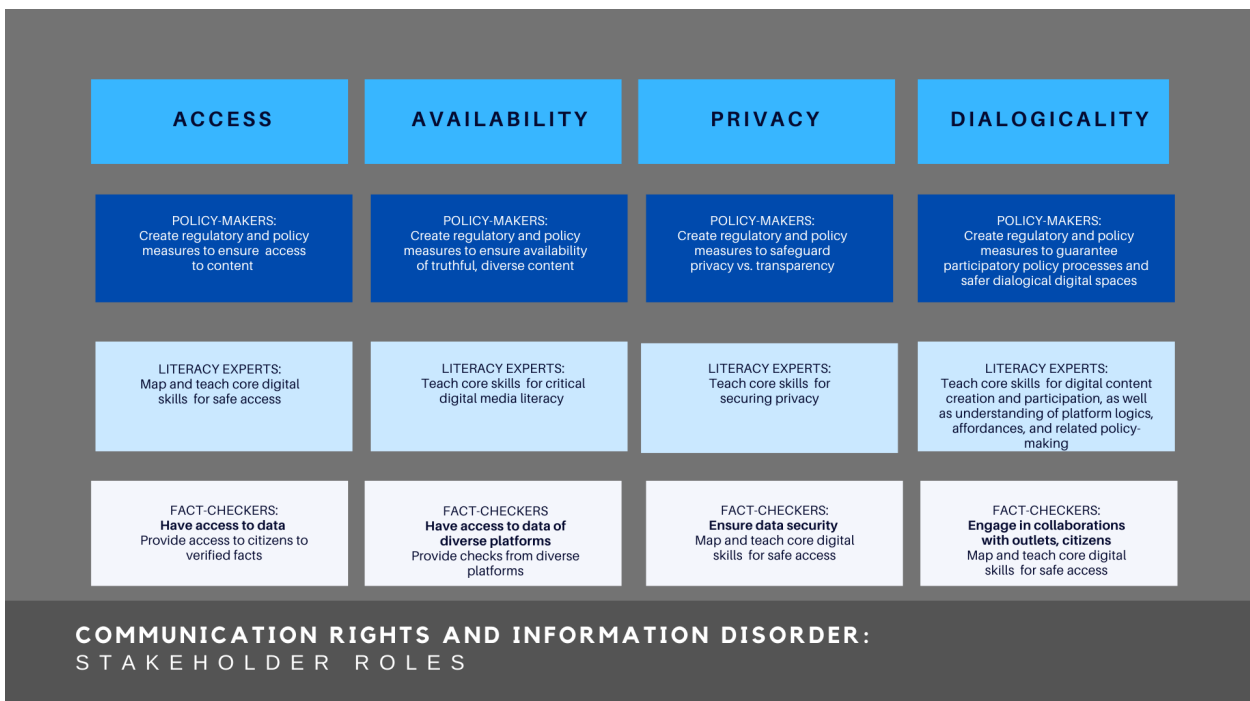 ACCESS
AVAILABILITY
PRIVACY
DIALOGICALITY
POLICY-MAKERS:
Create regulatory and policy
measures to ensure  access
to content
POLICY-MAKERS:
Create regulatory and policy
measures to ensure availability
of truthful, diverse content
POLICY-MAKERS:
Create regulatory and policy
measures to safeguard
privacy vs. transparency
POLICY-MAKERS:
Create regulatory and policy
measures to guarantee
participatory policy processes and
safer dialogical digital spaces
LITERACY EXPERTS:
Map and teach core digital
skills  for safe access
LITERACY EXPERTS:
Teach core skills  for critical
digital media literacy
LITERACY EXPERTS:
Teach core skills  for
securing privacy
LITERACY EXPERTS:
Teach core skills  for digital content
creation and participation, as well
as understanding of platform logics,
affordances, and related policy-
making
FACT-CHECKERS:
Have access to data
Provide access to citizens to
verified facts
FACT-CHECKERS
Have access to data of
diverse platforms
Provide checks from diverse
platforms
FACT-CHECKERS:
Ensure data security
Map and teach core digital
skills  for safe access
FACT-CHECKERS:
Engage in collaborations
with outlets, citizens
Map and teach core digital
skills  for safe access
COMMUNICATION RIGHTS AND INFORMATION DISORDER:
STAKEHOLDER ROLES